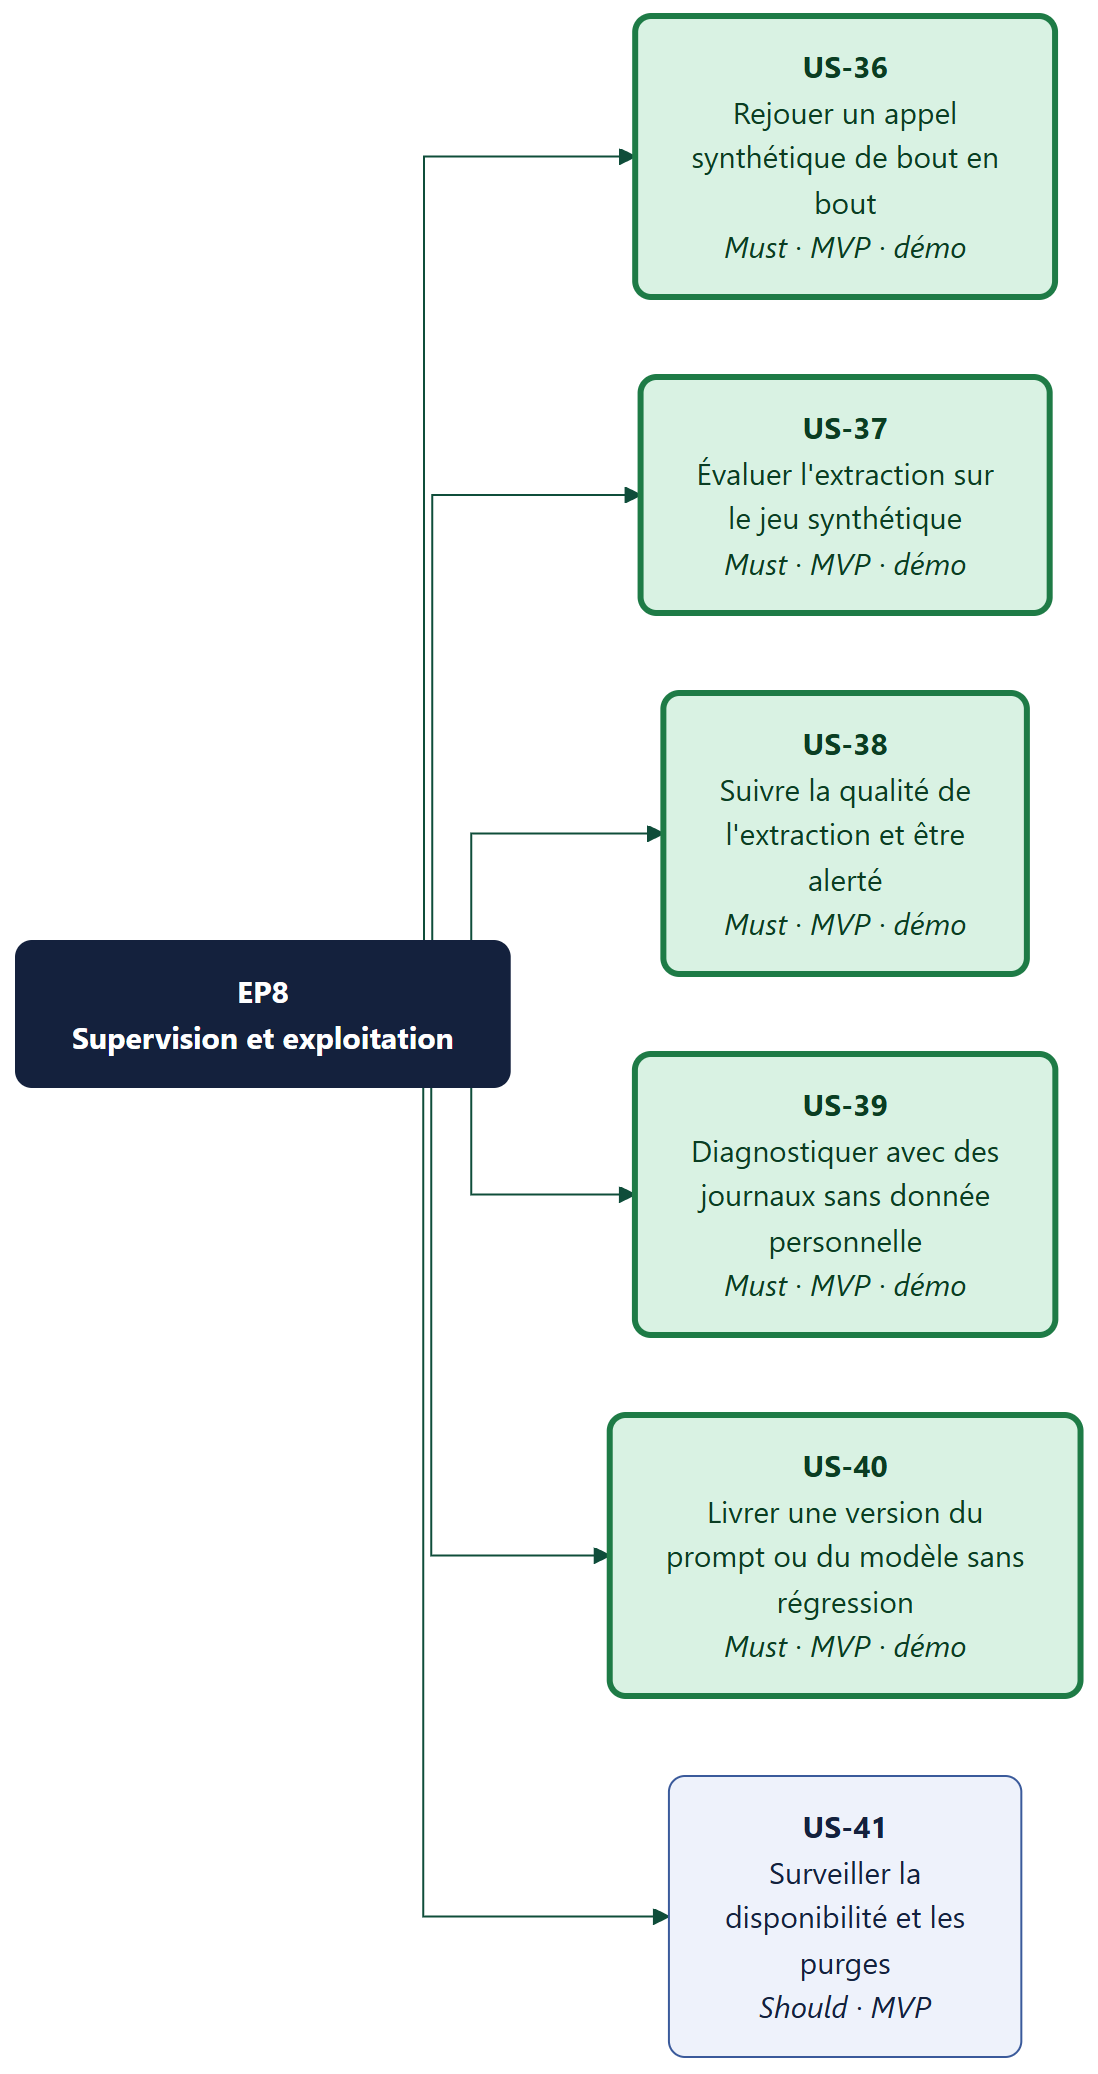 US-36
Rejouer un appel
synthétique de bout en
bout
Must · MVP · démo
US-37
Évaluer l'extraction sur
le jeu synthétique
Must · MVP · démo
US-38
Suivre la qualité de
l'extraction et être
alerté
Must · MVP · démo
EP8
Supervision et exploitation
US-39
Diagnostiquer avec des
journaux sans donnée
personnelle
Must · MVP · démo
US-40
Livrer une version du
prompt ou du modèle sans
régression
Must · MVP · démo
US-41
Surveiller la
disponibilité et les
purges
Should · MVP